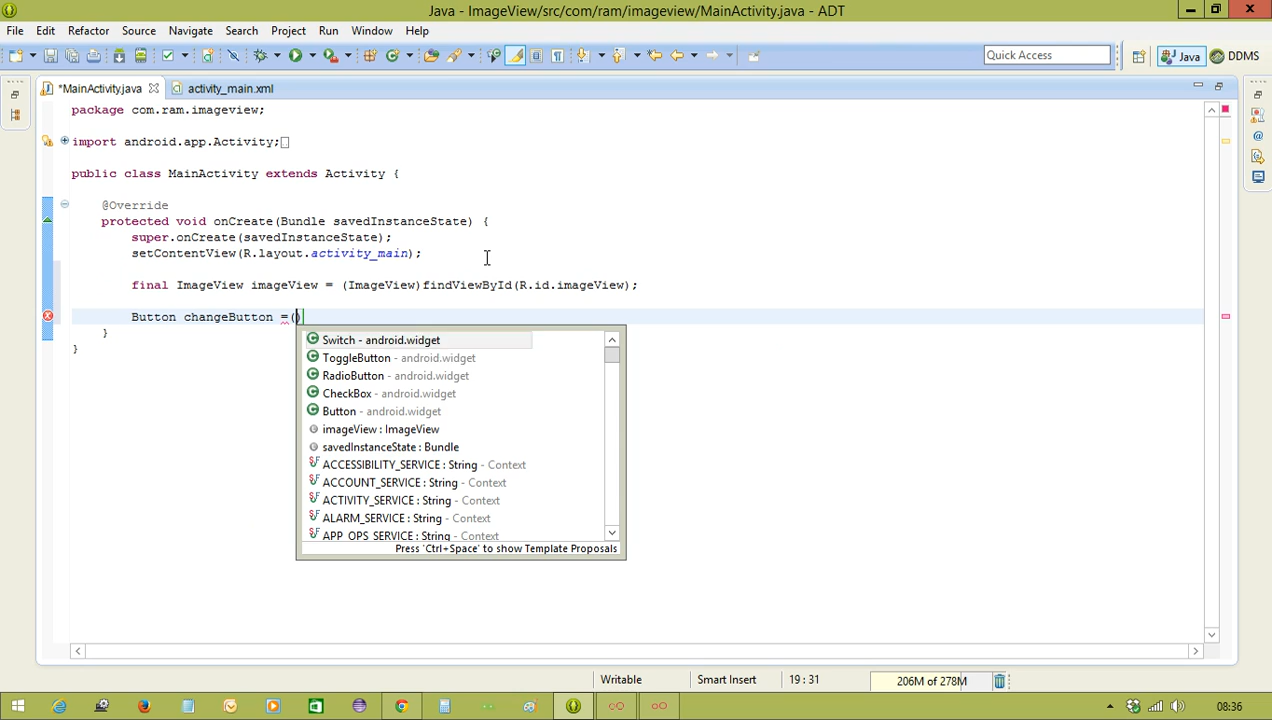 Java - ImageView/src/com/ram/imageview/MainActivity.java - ADT
File Edit Refactor Source Navigate Search Project Run Window Help
Quick Access
Java
DDMS
*MainActivity.java
activity_main.xml
package com.ram.imageview;
import android.app.Activity;
public class MainActivity extends Activity {
@Override
protected void onCreate(Bundle savedInstanceState) {
super.onCreate(savedInstanceState);
setContentView(R.layout.activity_main);
final ImageView imageView = (ImageView)findViewById(R.id.imageView);
Button changeButton =()
}
}
Switch - android.widget
ToggleButton - android.widget
RadioButton - android.widget
CheckBox - android.widget
Button - android.widget
imageView : ImageView
savedInstanceState : Bundle
ACCESSIBILITY_SERVICE : String - Context
ACCOUNT_SERVICE : String - Context
ACTIVITY_SERVICE : String - Context
ALARM_SERVICE : String - Context
APP_OPS_SERVICE : String - Context
Press 'Ctrl+Space' to show Template Proposals
Writable
Smart Insert
19 : 31
206M of 278M
08:36